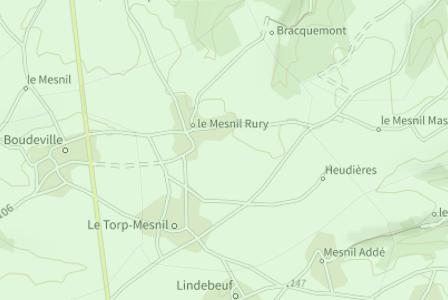 Bracquemont
le Mesnil
le Mesnil Rury
le Mesnil Mas
Boudeville
Heudières
106
le
Le Torp-Mesnil
Mesnil Addé
Lindebeuf
147